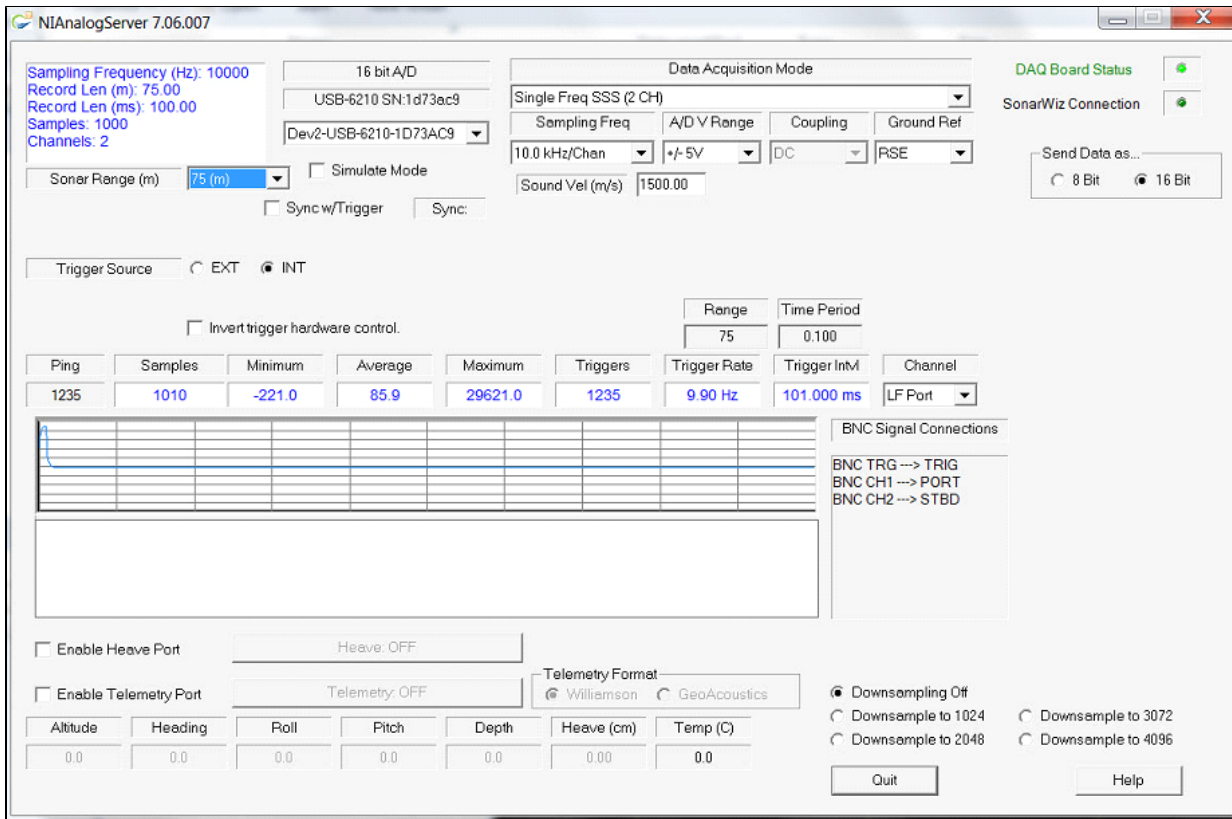 NIAnalogServer 7.06.007
Sampling Frequency (Hz): 10000
Record Len (m): 75.00
Record Len (ms): 100.00
Samples: 1000
Channels: 2
16 bit A/D
USB-6210 SN:1d73ac9
Dev2-USB-6210-1D73AC9
Data Acquisition Mode
Single Freq SSS (2 CH)
Sampling Freq A/D V Range Coupling Ground Ref
10.0 kHz/Chan +/- 5V DC RSE
Sound Vel (m/s) 1500.00
DAQ Board Status
SonarWiz Connection
Send Data as...
8 Bit 16 Bit
Sonar Range (m) 75 (m) Simulate Mode
Sync w/Trigger Sync:
Trigger Source EXT INT
Invert trigger hardware control.
Range Time Period
75 0.100
Ping Samples Minimum Average Maximum Triggers Trigger Rate Trigger Intvl Channel
1235 1010 -221.0 85.9 29621.0 1235 9.90 Hz 101.000 ms LF Port
BNC Signal Connections
BNC TRG ---> TRIG
BNC CH1 ---> PORT
BNC CH2 ---> STBD
Enable Heave Port Heave: OFF
Enable Telemetry Port Telemetry: OFF
Telemetry Format
Williamson GeoAcoustics
Altitude Heading Roll Pitch Depth Heave (cm) Temp (C)
0.0 0.0 0.0 0.0 0.0 0.00 0.0
Downsampling Off
Downsample to 1024 Downsample to 3072
Downsample to 2048 Downsample to 4096
Quit Help